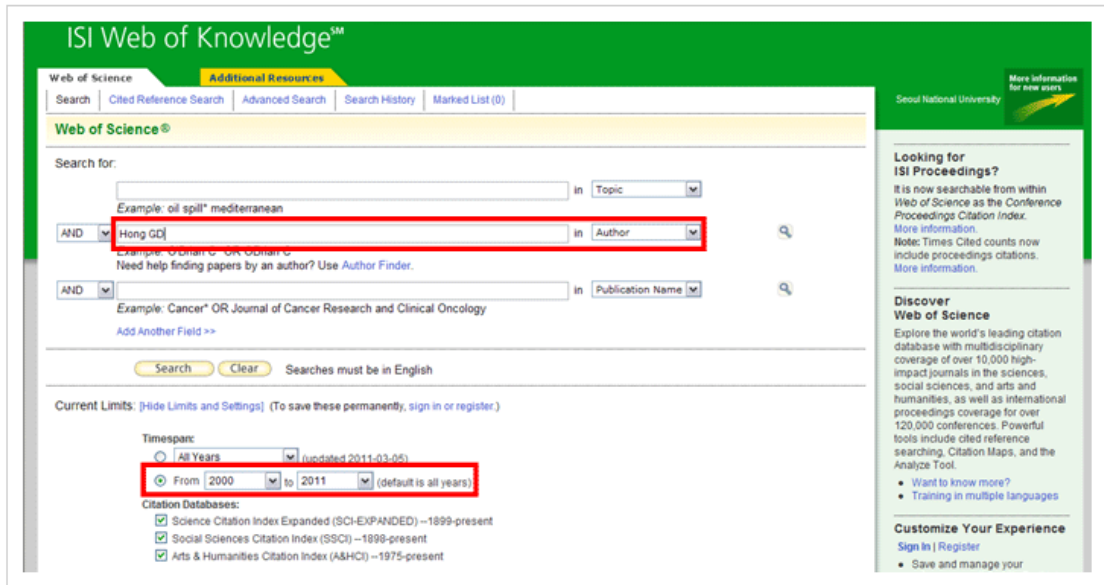 ISI Web of Knowledge℠
Web of Science
Additional Resources
Search
Cited Reference Search
Advanced Search
Search History
Marked List (0)
Seoul National University
More information
for new users
Web of Science®
Search for:
in Topic
Example: oil spill* mediterranean
AND Hong GD in Author
Need help finding papers by an author? Use Author Finder.
AND in Publication Name
Example: Cancer* OR Journal of Cancer Research and Clinical Oncology
Add Another Field >>
Search Clear Searches must be in English
Current Limits: [Hide Limits and Settings] (To save these permanently, sign in or register.)
Timespan:
All Years (updated 2011-03-05)
From 2000 to 2011 (default is all years)
Citation Databases:
Science Citation Index Expanded (SCI-EXPANDED) --1899-present
Social Sciences Citation Index (SSCI) --1898-present
Arts & Humanities Citation Index (A&HCI) --1975-present
Looking for
ISI Proceedings?
It is now searchable from within
Web of Science as the Conference
Proceedings Citation Index.
More information.
Note: Times Cited counts now
include proceedings citations.
More information.
Discover
Web of Science
Explore the world's leading citation
database with multidisciplinary
coverage of over 10,000 high-
impact journals in the sciences,
social sciences, and arts and
humanities, as well as international
proceedings coverage for over
120,000 conferences. Powerful
tools include cited reference
searching, Citation Maps, and the
Analyze Tool.
• Want to know more?
• Training in multiple languages
Customize Your Experience
Sign In | Register
• Save and manage your